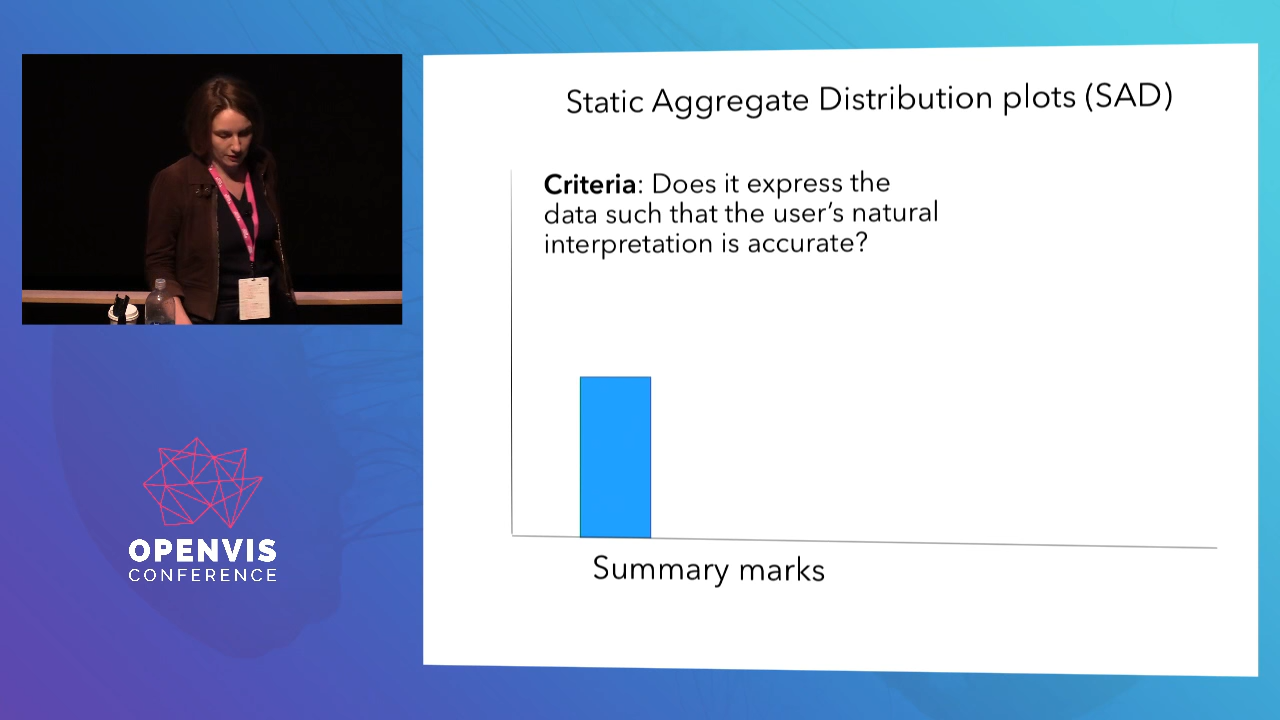 Static Aggregate Distribution plots (SAD)
Criteria: Does it express the
data such that the user's natural
interpretation is accurate?
Summary marks
OPENVIS
CONFERENCE